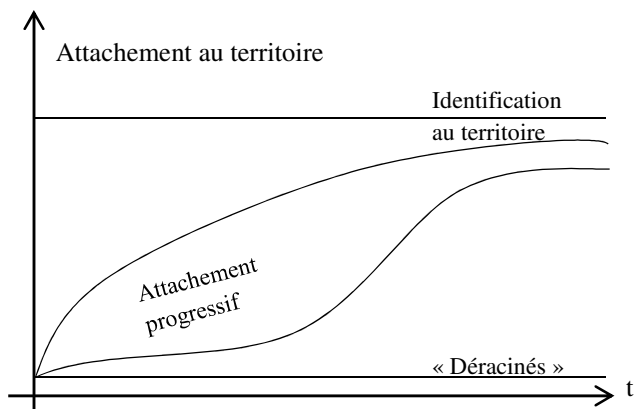 Attachement au territoire
Identification
au territoire
Attachement
progressif
« Déracinés »
t